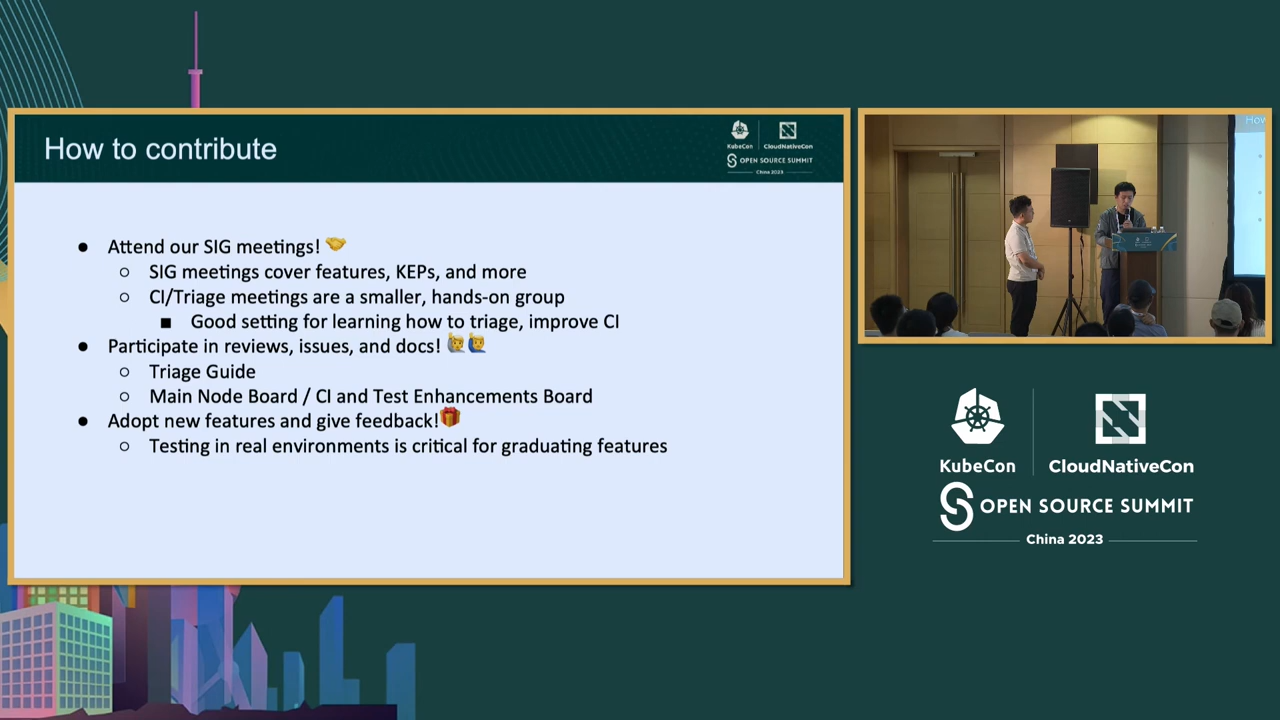 How to contribute
KubeCon
CloudNativeCon
OPEN SOURCE SUMMIT
China 2023
● Attend our SIG meetings! 🤝
○ SIG meetings cover features, KEPs, and more
○ CI/Triage meetings are a smaller, hands-on group
■ Good setting for learning how to triage, improve CI
● Participate in reviews, issues, and docs! 🙋🙋‍♂️
○ Triage Guide
○ Main Node Board / CI and Test Enhancements Board
● Adopt new features and give feedback!🎁
○ Testing in real environments is critical for graduating features
How
KubeCon
CloudNativeCon
OPEN SOURCE SUMMIT
China 2023